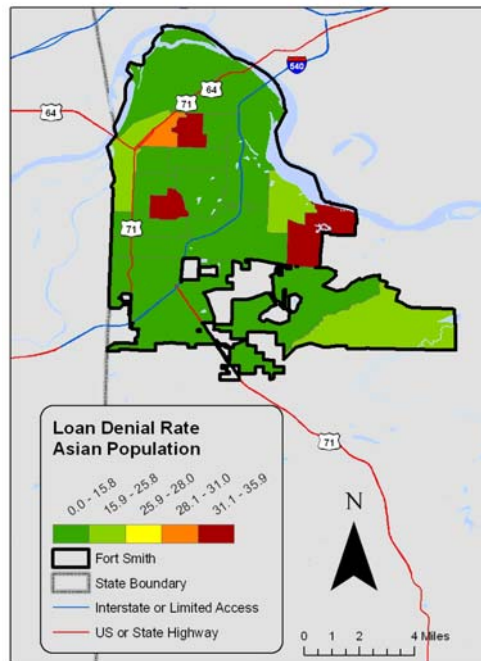 540
64
71
64
71
71
Loan Denial Rate
Asian Population
0.0 - 15.8
15.9 - 25.8
25.9 - 28.0
28.1 - 31.0
31.1 - 35.9
Fort Smith
State Boundary
Interstate or Limited Access
US or State Highway
N
0 1 2 4 Miles